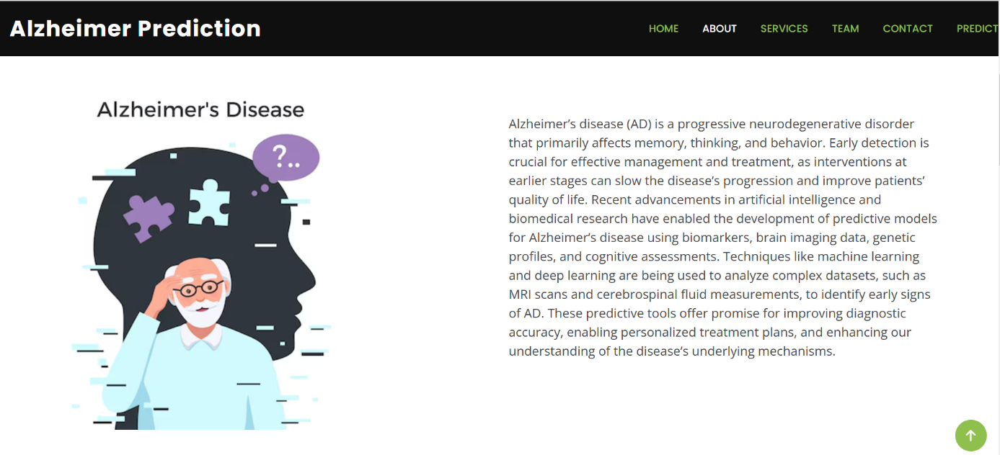 Alzheimer Prediction
HOME ABOUT SERVICES TEAM CONTACT PREDICT
Alzheimer's Disease
?..
Alzheimer’s disease (AD) is a progressive neurodegenerative disorder
that primarily affects memory, thinking, and behavior. Early detection is
crucial for effective management and treatment, as interventions at
earlier stages can slow the disease’s progression and improve patients’
quality of life. Recent advancements in artificial intelligence and
biomedical research have enabled the development of predictive models
for Alzheimer’s disease using biomarkers, brain imaging data, genetic
profiles, and cognitive assessments. Techniques like machine learning
and deep learning are being used to analyze complex datasets, such as
MRI scans and cerebrospinal fluid measurements, to identify early signs
of AD. These predictive tools offer promise for improving diagnostic
accuracy, enabling personalized treatment plans, and enhancing our
understanding of the disease’s underlying mechanisms.